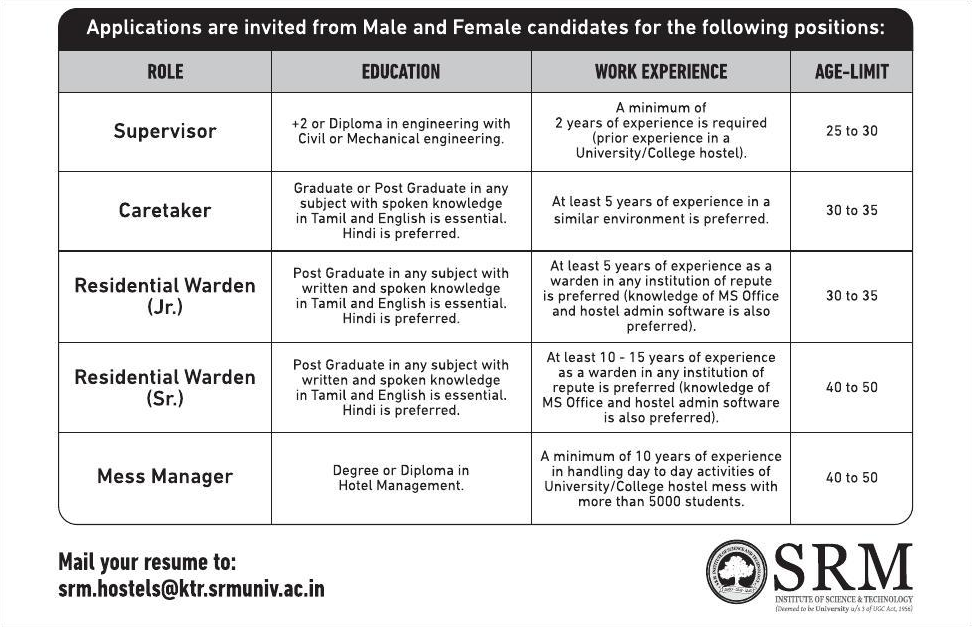 Applications are invited from Male and Female candidates for the following positions:
ROLE
EDUCATION
WORK EXPERIENCE
AGE-LIMIT
Supervisor
+2 or Diploma in engineering with
Civil or Mechanical engineering.
A minimum of
2 years of experience is required
(prior experience in a
University/College hostel).
25 to 30
Caretaker
Graduate or Post Graduate in any
subject with spoken knowledge
in Tamil and English is essential.
Hindi is preferred.
At least 5 years of experience in a
similar environment is preferred.
30 to 35
Residential Warden
(Jr.)
Post Graduate in any subject with
written and spoken knowledge
in Tamil and English is essential.
Hindi is preferred.
At least 5 years of experience as a
warden in any institution of repute
is preferred (knowledge of MS Office
and hostel admin software is also
preferred).
30 to 35
Residential Warden
(Sr.)
Post Graduate in any subject with
written and spoken knowledge
in Tamil and English is essential.
Hindi is preferred.
At least 10 - 15 years of experience
as a warden in any institution of
repute is preferred (knowledge of
MS Office and hostel admin software
is also preferred).
40 to 50
Mess Manager
Degree or Diploma in
Hotel Management.
A minimum of 10 years of experience
in handling day to day activities of
University/College hostel mess with
more than 5000 students.
40 to 50
Mail your resume to:
srm.hostels@ktr.srmuniv.ac.in
SRM
INSTITUTE OF SCIENCE & TECHNOLOGY
(Deemed to be University u/s 3 of UGC Act, 1956)